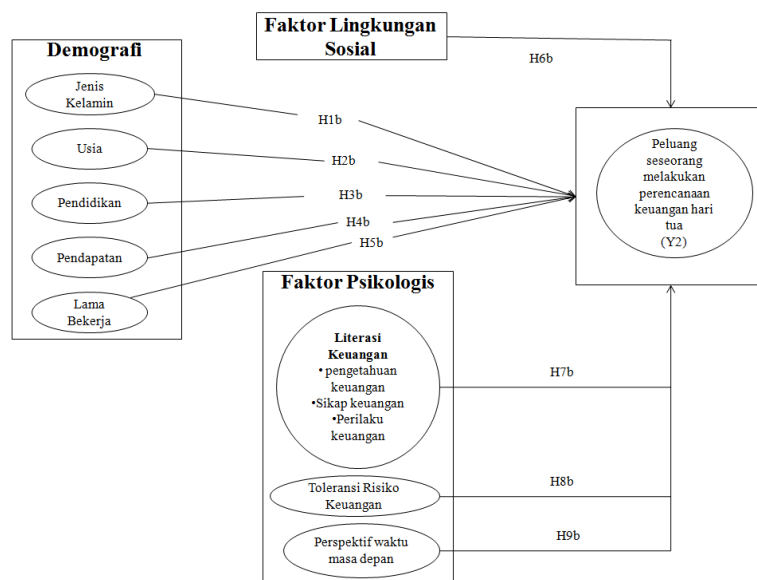 Faktor Lingkungan
Sosial
H6b
Demografi
Jenis
Kelamin
Usia
Pendidikan
Pendapatan
Lama
Bekerja
H1b
H2b
H3b
H4b
H5b
Peluang
seseorang
melakukan
perencanaan
keuangan hari
tua
(Y2)
Faktor Psikologis
Literasi
Keuangan
• pengetahuan
keuangan
•Sikap keuangan
•Perilaku
keuangan
Toleransi Risiko
Keuangan
Perspektif waktu
masa depan
H7b
H8b
H9b